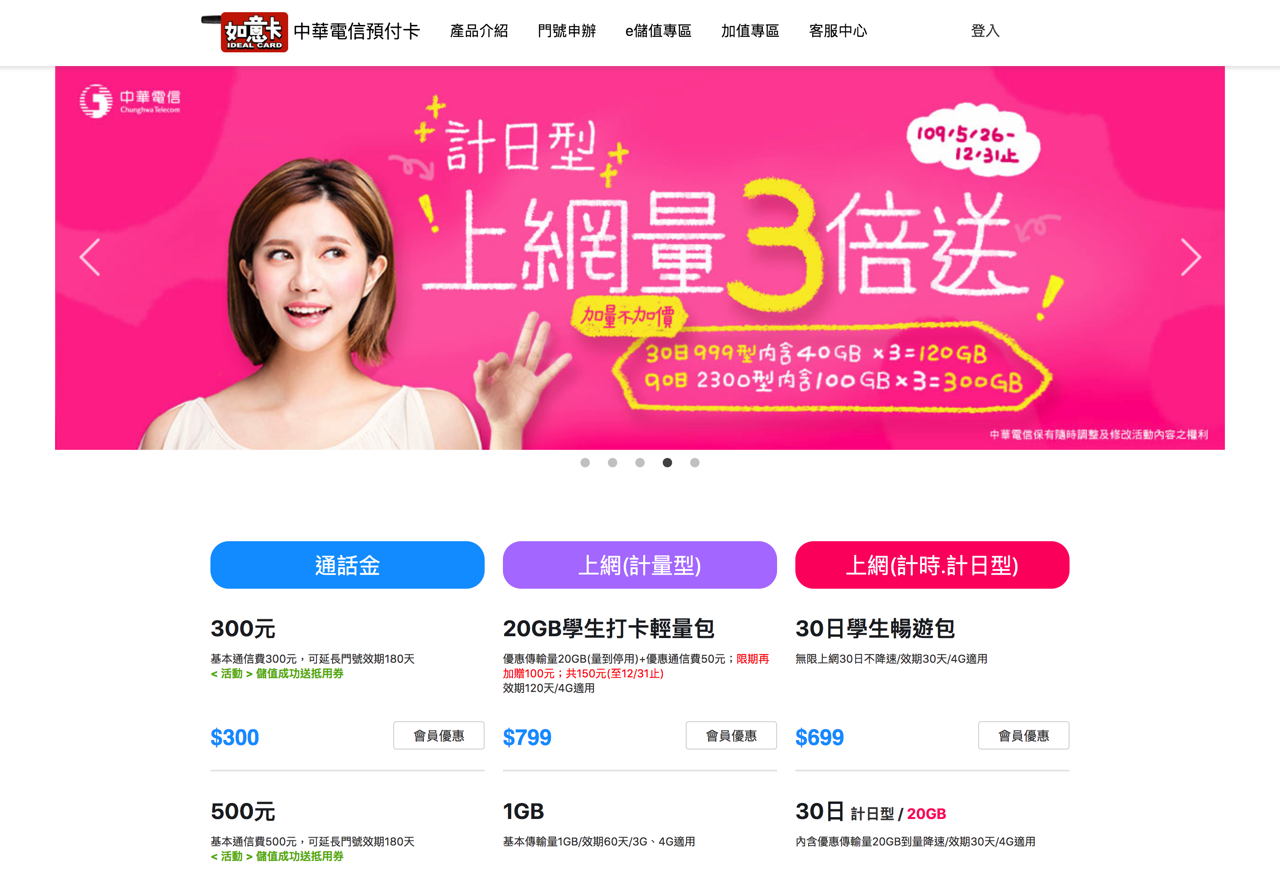 如意卡
IDEAL CARD
中華電信預付卡
產品介紹
門號申辦
e儲值專區
加值專區
客服中心
登入
中華電信
Chunghwa Telecom
計日型
109/5/26-
12/31止
上網量3倍送!
加量不加價
30日999型內含40GB x3=120GB
90日 2300型內含100GB x3=300GB
中華電信保有隨時調整及修改活動內容之權利
通話金
上網(計量型)
上網(計時.計日型)
300元
基本通信費300元，可延長門號效期180天
< 活動 > 儲值成功送抵用券
$300
會員優惠
20GB學生打卡輕量包
優惠傳輸量20GB(量到停用)+優惠通信費50元；限期再
加贈100元；共150元(至12/31止)
效期120天/4G適用
$799
會員優惠
30日學生暢遊包
無限上網30日不降速/效期30天/4G適用
$699
會員優惠
500元
基本通信費500元，可延長門號效期180天
< 活動 > 儲值成功送抵用券
1GB
基本傳輸量1GB/效期60天/3G、4G適用
30日 計日型 / 20GB
內含優惠傳輸量20GB到量降速/效期30天/4G適用